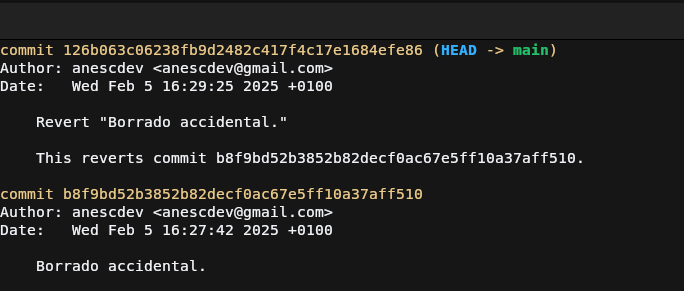 commit 126b063c06238fb9d2482c417f4c17e1684efe86 (HEAD -> main)
Author: anescdev <anescdev@gmail.com>
Date:   Wed Feb 5 16:29:25 2025 +0100
    Revert "Borrado accidental."
    This reverts commit b8f9bd52b3852b82decf0ac67e5ff10a37aff510.
commit b8f9bd52b3852b82decf0ac67e5ff10a37aff510
Author: anescdev <anescdev@gmail.com>
Date:   Wed Feb 5 16:27:42 2025 +0100
    Borrado accidental.